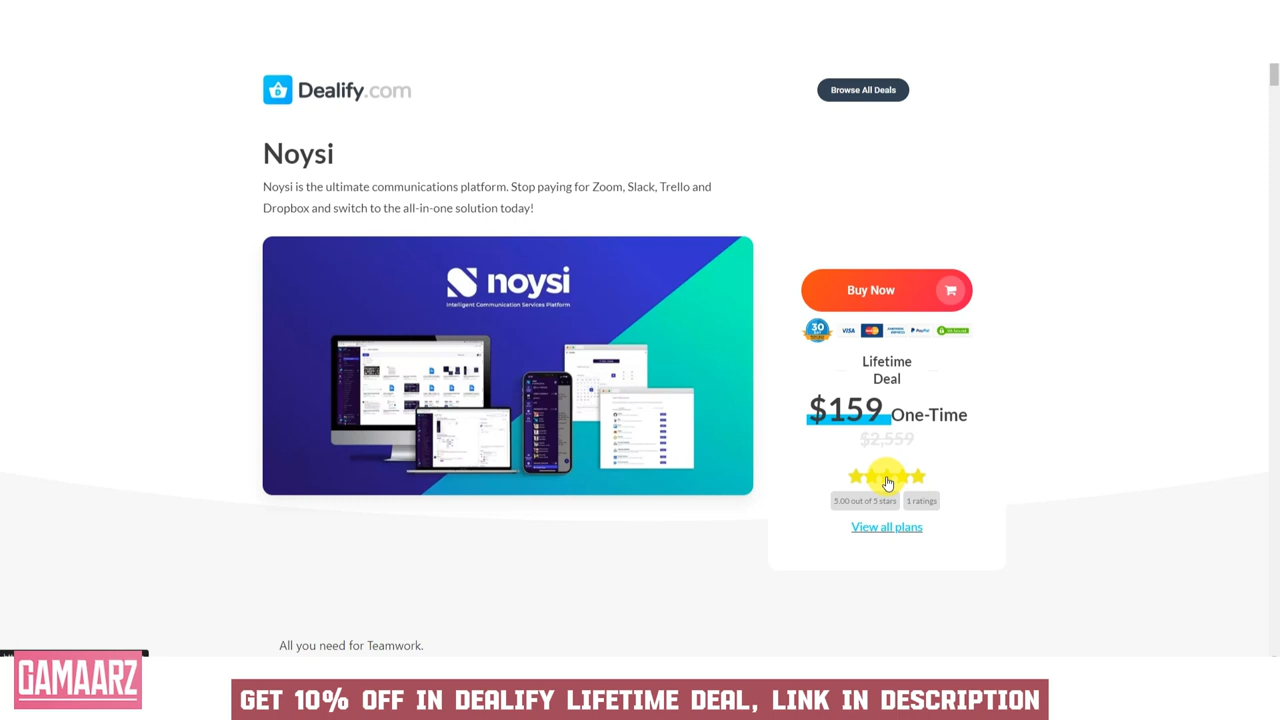 Dealify.com
Browse All Deals
Noysi
Noysi is the ultimate communications platform. Stop paying for Zoom, Slack, Trello and
Dropbox and switch to the all-in-one solution today!
noysi
Intelligent Communication Services Platform
Buy Now
30
VISA
PayPal
Lifetime
Deal
$159 One-Time
$2,559
5.00 out of 5 stars
1 ratings
View all plans
All you need for Teamwork.
GAMAARZ
GET 10% OFF IN DEALIFY LIFETIME DEAL, LINK IN DESCRIPTION